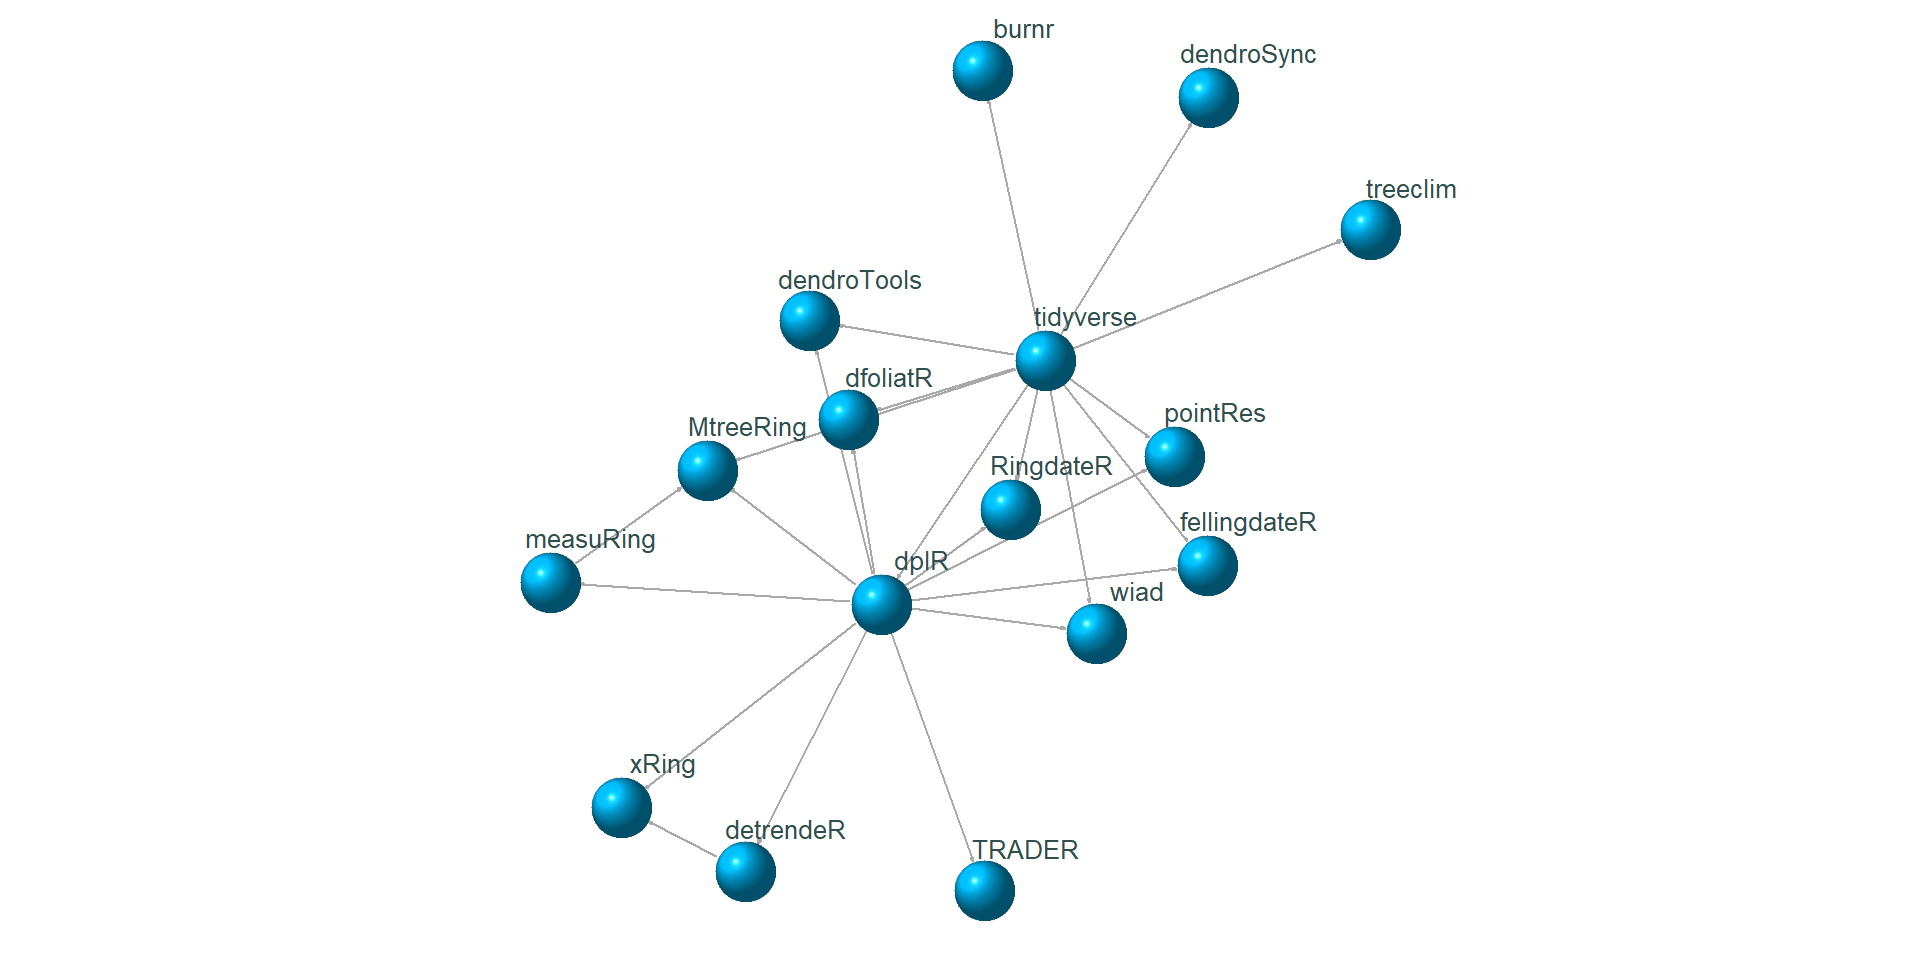 burnr
dendroSync
treeclim
dendroTools
tidyverse
dfoliatR
pointRes
MtreeRing
RingdateR
fellingdateR
measuRing
dplR
wiad
xRing
detrendeR
TRADER